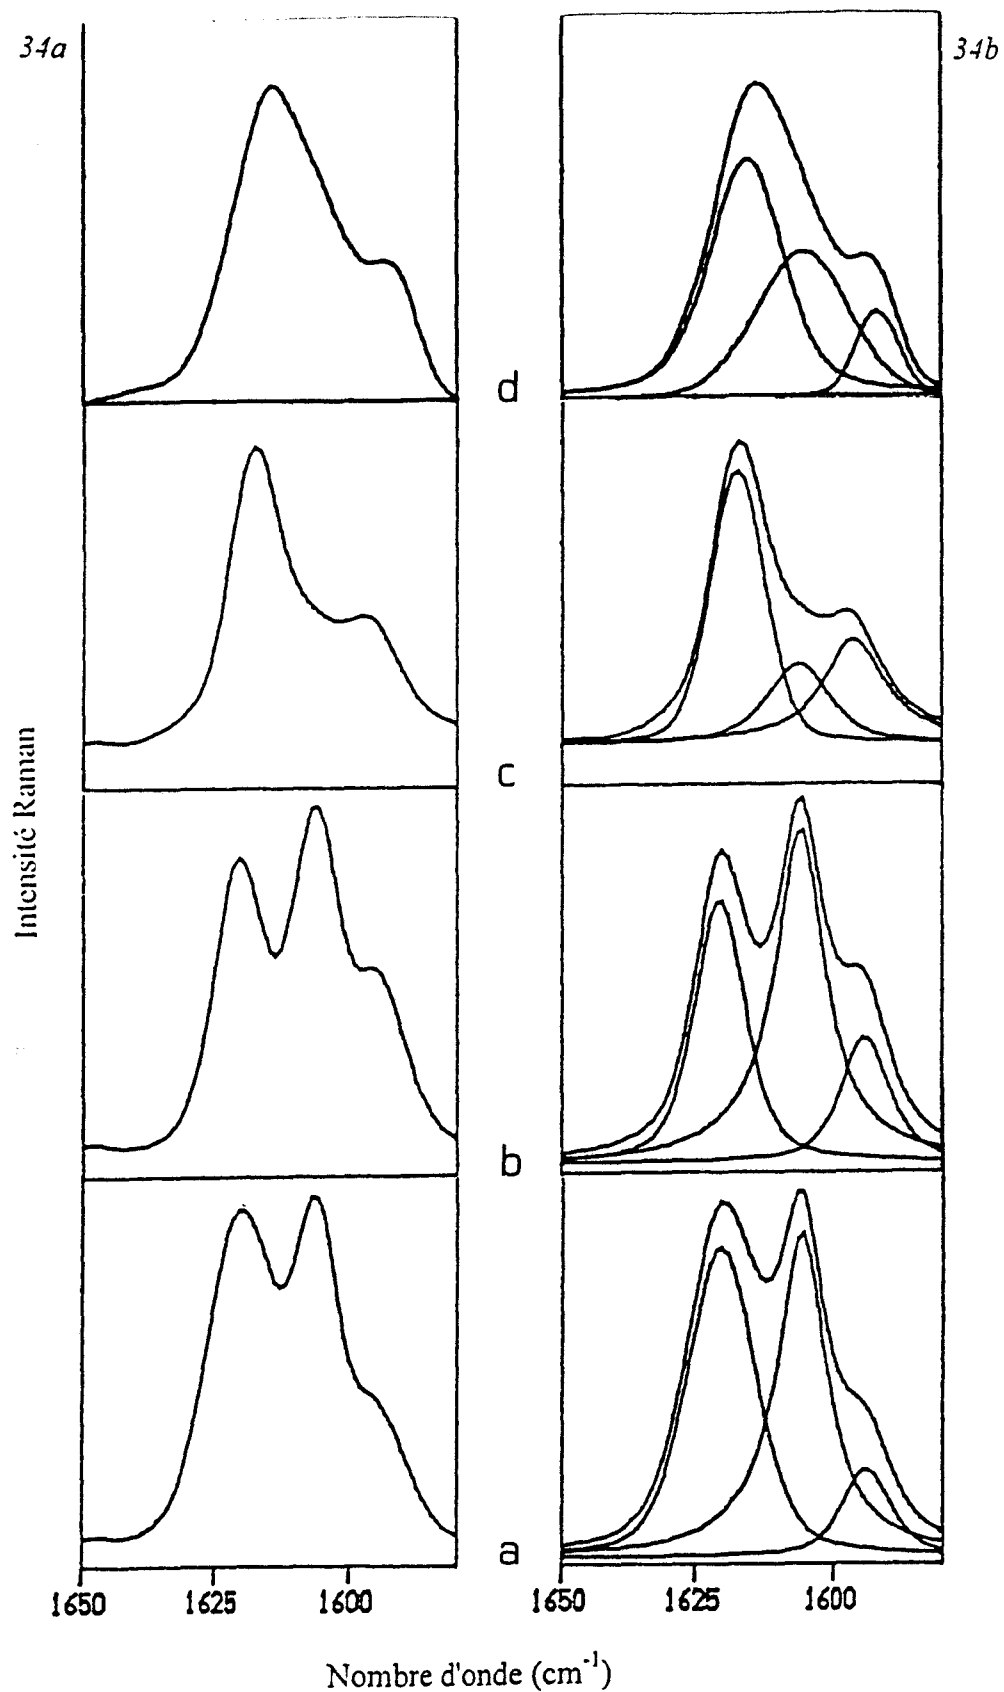 34a
34b
d
c
b
a
Intensité Raman
1650 1625 1600
1650 1625 1600
Nombre d'onde (cm⁻¹)